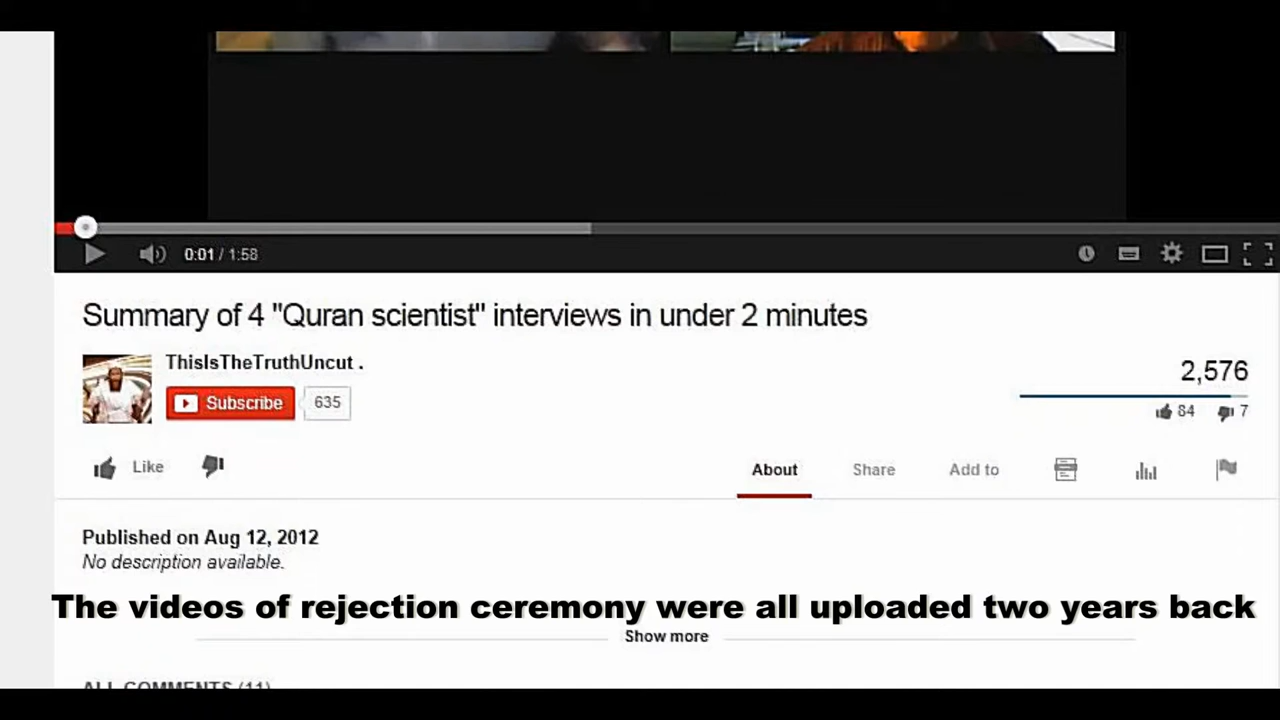 0:01 / 1:58
Summary of 4 "Quran scientist" interviews in under 2 minutes
ThisIsTheTruthUncut .
Subscribe 635
2,576
84 7
Like
About Share Add to
Published on Aug 12, 2012
No description available.
The videos of rejection ceremony were all uploaded two years back
Show more
ALL COMMENTS (11)